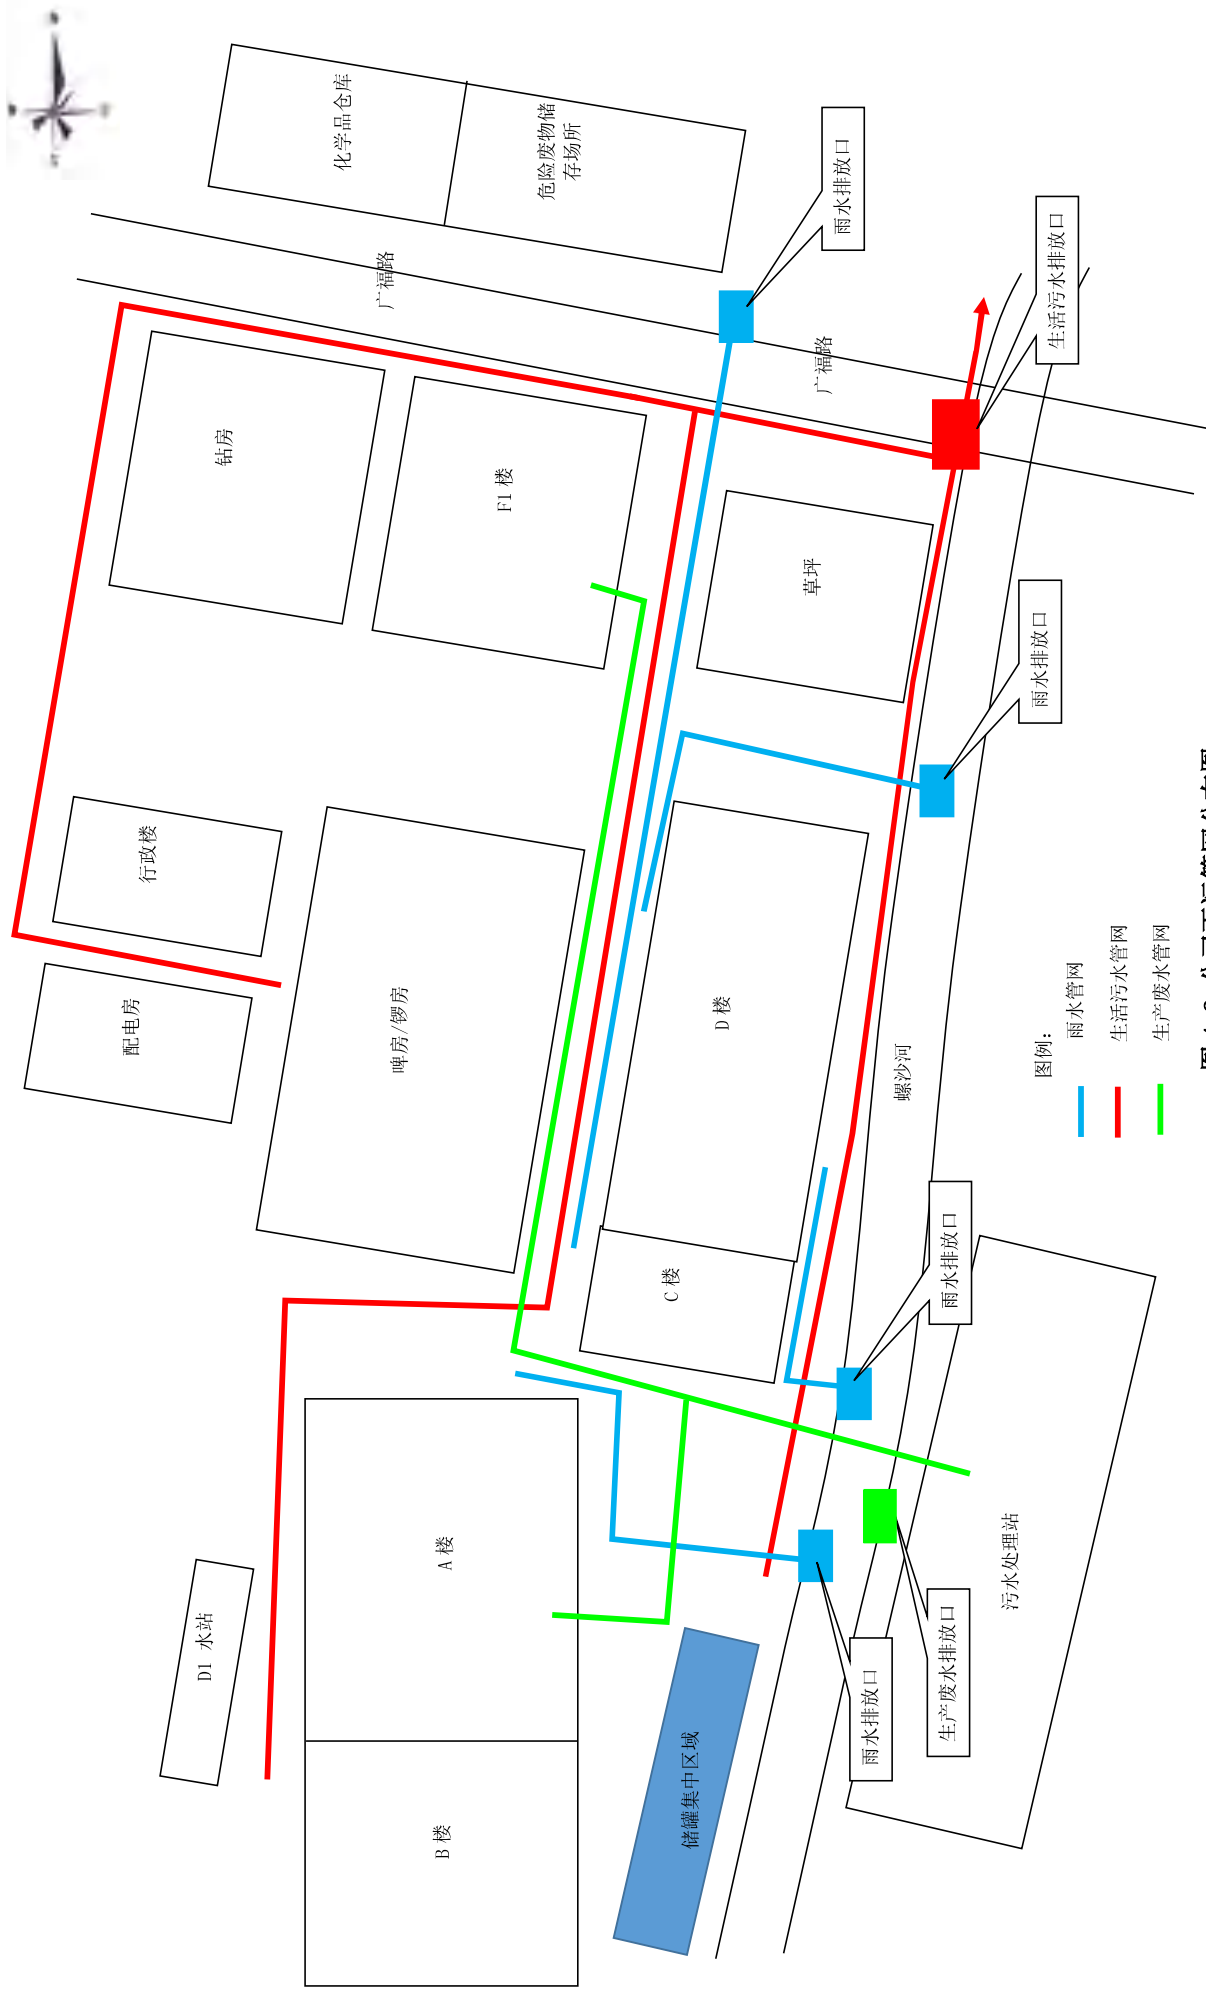 B 楼
A 楼
D1 水站
储罐集中区域
雨水排放口
生产废水排放口
污水处理站
C 楼
雨水排放口
D 楼
螺沙河
啤房/锣房
配电房
行政楼
钻房
F1 楼
草坪
雨水排放口
广福路
广福路
化学品仓库
危险废物储
存场所
雨水排放口
生活污水排放口
图例：
雨水管网
生活污水管网
生产废水管网